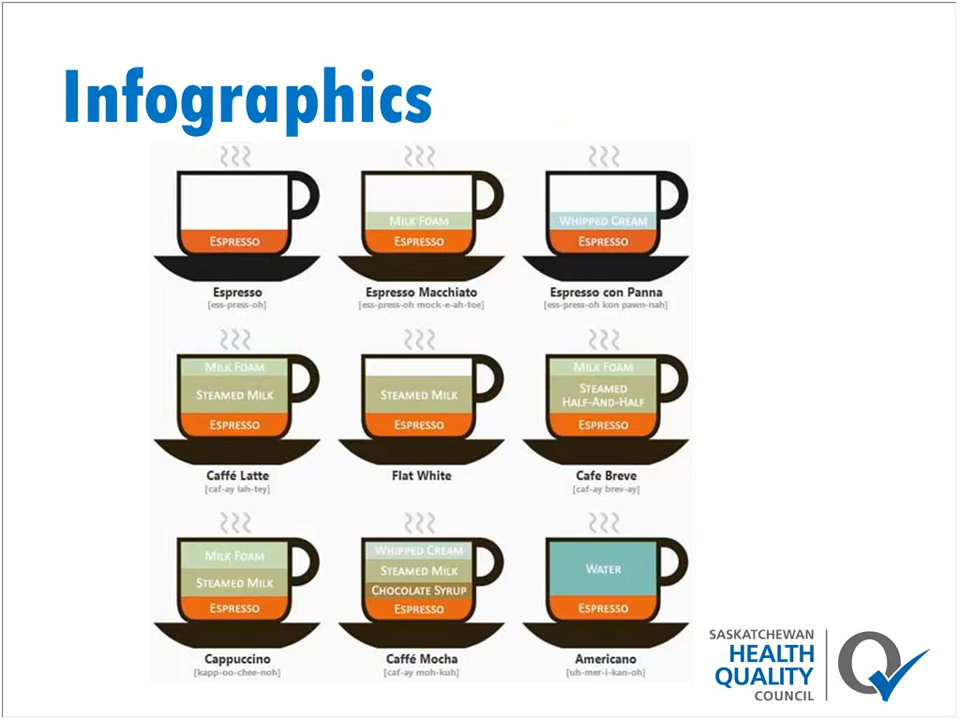 Infographics
ESPRESSO
Espresso
[ess-press-oh]
MILK FOAM
ESPRESSO
Espresso Macchiato
[ess-press-oh mock-e-ah-toe]
WHIPPED CREAM
ESPRESSO
Espresso con Panna
[ess-press-oh kon pawn-nah]
MILK FOAM
STEAMED MILK
ESPRESSO
Caffé Latte
[caf-ay lah-tey]
STEAMED MILK
ESPRESSO
Flat White
MILK FOAM
STEAMED
HALF-AND-HALF
ESPRESSO
Cafe Breve
[caf-ay brev-ay]
MILK FOAM
STEAMED MILK
ESPRESSO
Cappuccino
[kapp-oo-chee-noh]
WHIPPED CREAM
STEAMED MILK
CHOCOLATE SYRUP
ESPRESSO
Caffé Mocha
[caf-ay moh-kuh]
WATER
ESPRESSO
Americano
[uh-mer-i-kan-oh]
SASKATCHEWAN
HEALTH
QUALITY
COUNCIL